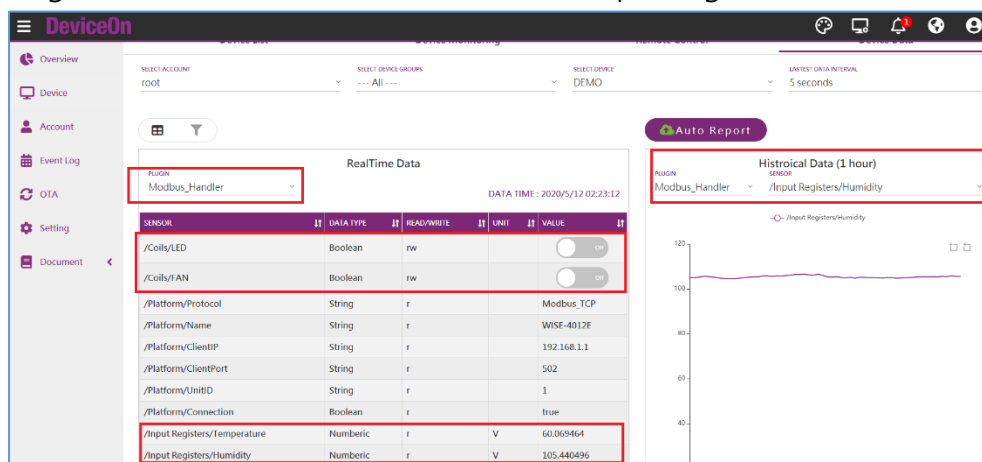 DeviceOn
1
Overview
Device
Account
Event Log
OTA
Setting
Document
SELECT ACCOUNT
root
SELECT DEVICE GROUPS
--- All ---
SELECT DEVICE
DEMO
LASTEST DATA INTERVAL
5 seconds
Auto Report
RealTime Data
PLUGIN
Modbus_Handler
DATA TIME : 2020/5/12 02:23:12
SENSOR DATA TYPE READ/WRITE UNIT VALUE
/Coils/LED Boolean rw Off
/Coils/FAN Boolean rw Off
/Platform/Protocol String r Modbus_TCP
/Platform/Name String r WISE-4012E
/Platform/ClientIP String r 192.168.1.1
/Platform/ClientPort String r 502
/Platform/UnitID String r 1
/Platform/Connection Boolean r true
/Input Registers/Temperature Numberic r V 60.069464
/Input Registers/Humidity Numberic r V 105.440496
Histroical Data (1 hour)
PLUGIN
Modbus_Handler
SENSOR
/Input Registers/Humidity
/Input Registers/Humidity
120
100
80
60
40